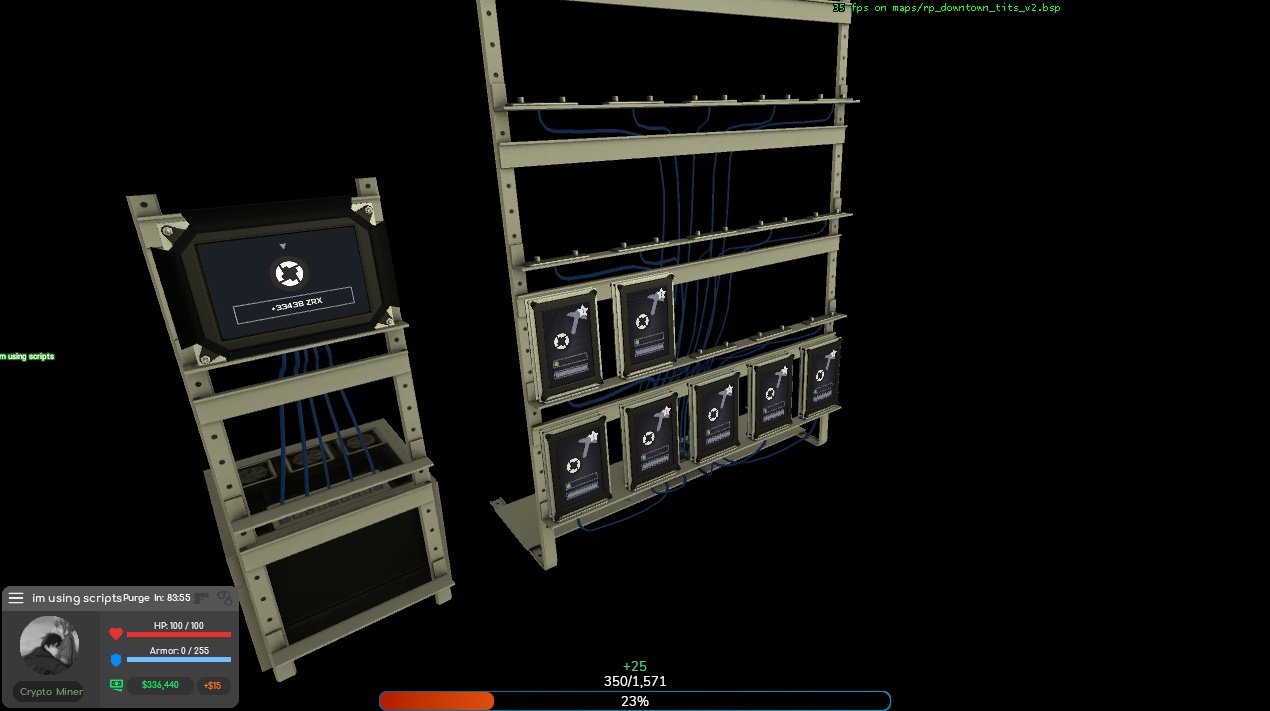 35 fps on maps/rp_downtown_tits_v2.bsp
+33438 ZRX
m using scripts
im using scripts Purge In: 83:55
HP: 100 / 100
Armor: 0 / 255
Crypto Miner
$336,440
+$15
+25
350/1,571
23%